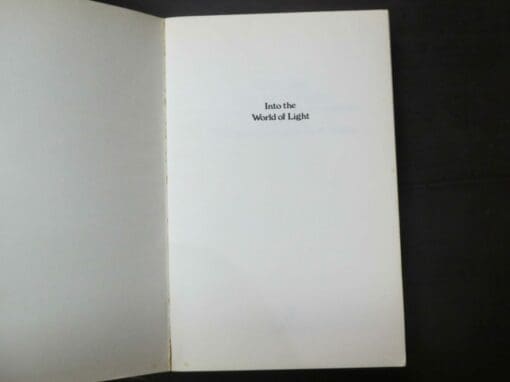 Into the
World of Light